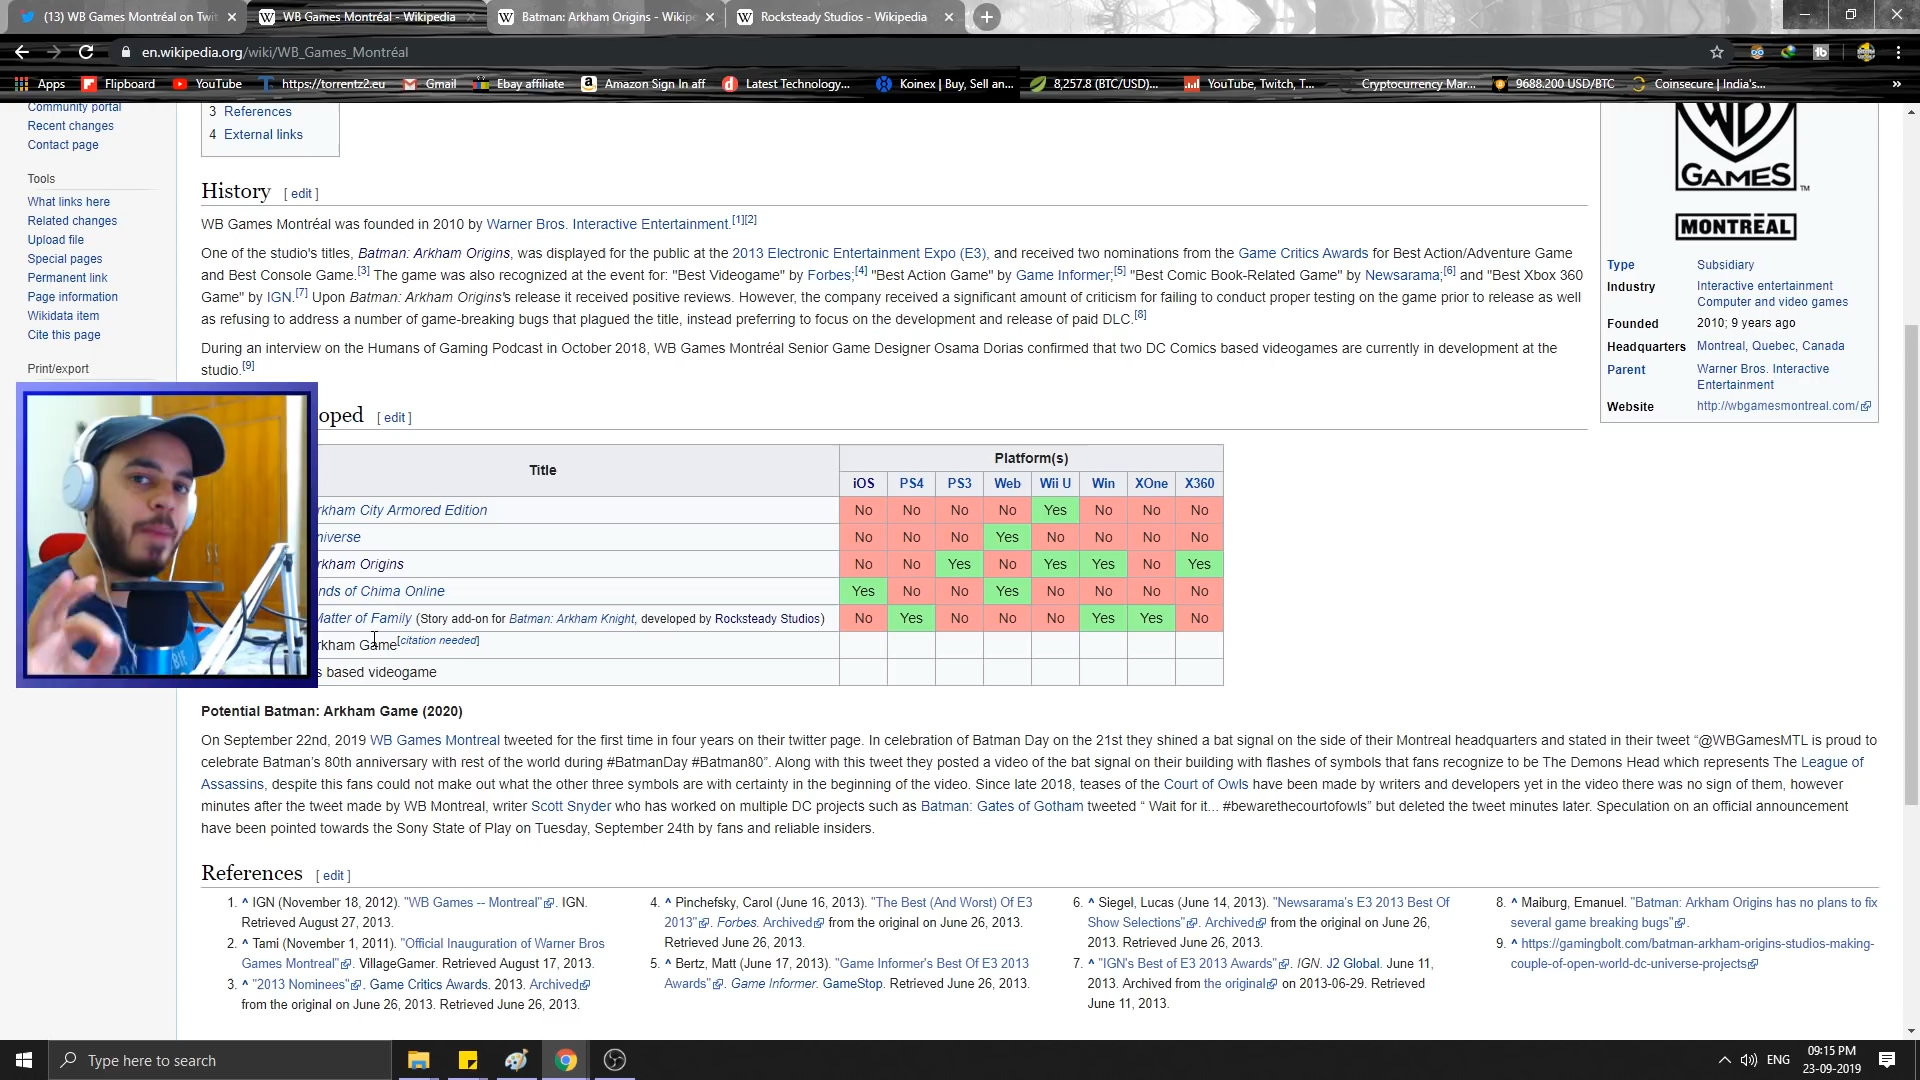 (13) WB Games Montréal on Twi
WB Games Montréal - Wikipedia
Batman: Arkham Origins - Wikip
Rocksteady Studios - Wikipedia
en.wikipedia.org/wiki/WB_Games_Montréal
Apps
Flipboard
YouTube
https://torrentz2.eu
Gmail
Ebay affiliate
Amazon Sign In aff
Latest Technology...
Koinex | Buy, Sell an...
8,257.8 (BTC/USD)...
YouTube, Twitch, T...
Cryptocurrency Mar...
9688.200 USD/BTC
Coinsecure | India's...
»
Community portal
Recent changes
Contact page
Tools
What links here
Related changes
Upload file
Special pages
Permanent link
Page information
Wikidata item
Cite this page
Print/export
3 References
4 External links
History [ edit ]
WB Games Montréal was founded in 2010 by Warner Bros. Interactive Entertainment.[1][2]
One of the studio's titles, Batman: Arkham Origins, was displayed for the public at the 2013 Electronic Entertainment Expo (E3), and received two nominations from the Game Critics Awards for Best Action/Adventure Game
and Best Console Game.[3] The game was also recognized at the event for: "Best Videogame" by Forbes;[4] "Best Action Game" by Game Informer;[5] "Best Comic Book-Related Game" by Newsarama;[6] and "Best Xbox 360
Game" by IGN.[7] Upon Batman: Arkham Origins's release it received positive reviews. However, the company received a significant amount of criticism for failing to conduct proper testing on the game prior to release as well
as refusing to address a number of game-breaking bugs that plagued the title, instead preferring to focus on the development and release of paid DLC.[8]
During an interview on the Humans of Gaming Podcast in October 2018, WB Games Montréal Senior Game Designer Osama Dorias confirmed that two DC Comics based videogames are currently in development at the
studio.[9]
WB
GAMES
TM
MONTRÉAL
Type Subsidiary
Industry Interactive entertainment
Computer and video games
Founded 2010; 9 years ago
Headquarters Montreal, Quebec, Canada
Parent Warner Bros. Interactive
Entertainment
Website http://wbgamesmontreal.com/
oped [ edit ]
Title Platform(s)
iOS PS4 PS3 Web Wii U Win XOne X360
rkham City Armored Edition No No No No Yes No No No
niverse No No No Yes No No No No
rkham Origins No No Yes No Yes Yes No Yes
nds of Chima Online Yes No No Yes No No No No
Matter of Family (Story add-on for Batman: Arkham Knight, developed by Rocksteady Studios) No Yes No No No Yes Yes No
rkham Game[citation needed]
s based videogame
Potential Batman: Arkham Game (2020)
On September 22nd, 2019 WB Games Montreal tweeted for the first time in four years on their twitter page. In celebration of Batman Day on the 21st they shined a bat signal on the side of their Montreal headquarters and stated in their tweet “@WBGamesMTL is proud to
celebrate Batman’s 80th anniversary with rest of the world during #BatmanDay #Batman80”. Along with this tweet they posted a video of the bat signal on their building with flashes of symbols that fans recognize to be The Demons Head which represents The League of
Assassins, despite this fans could not make out what the other three symbols are with certainty in the beginning of the video. Since late 2018, teases of the Court of Owls have been made by writers and developers yet in the video there was no sign of them, however
minutes after the tweet made by WB Montreal, writer Scott Snyder who has worked on multiple DC projects such as Batman: Gates of Gotham tweeted “ Wait for it... #bewarethecourtofowls” but deleted the tweet minutes later. Speculation on an official announcement
have been pointed towards the Sony State of Play on Tuesday, September 24th by fans and reliable insiders.
References [ edit ]
1. ^ IGN (November 18, 2012). "WB Games -- Montreal". IGN.
Retrieved August 27, 2013.
2. ^ Tami (November 1, 2011). "Official Inauguration of Warner Bros
Games Montreal". VillageGamer. Retrieved August 17, 2013.
3. ^ "2013 Nominees". Game Critics Awards. 2013. Archived
from the original on June 26, 2013. Retrieved June 26, 2013.
4. ^ Pinchefsky, Carol (June 16, 2013). "The Best (And Worst) Of E3
2013". Forbes. Archived from the original on June 26, 2013.
Retrieved June 26, 2013.
5. ^ Bertz, Matt (June 17, 2013). "Game Informer's Best Of E3 2013
Awards". Game Informer. GameStop. Retrieved June 26, 2013.
6. ^ Siegel, Lucas (June 14, 2013). "Newsarama's E3 2013 Best Of
Show Selections". Archived from the original on June 26,
2013. Retrieved June 26, 2013.
7. ^ "IGN's Best of E3 2013 Awards". IGN. J2 Global. June 11,
2013. Archived from the original on 2013-06-29. Retrieved
June 11, 2013.
8. ^ Maiburg, Emanuel. "Batman: Arkham Origins has no plans to fix
several game breaking bugs".
9. ^ https://gamingbolt.com/batman-arkham-origins-studios-making-
couple-of-open-world-dc-universe-projects
Type here to search
ENG
09:15 PM
23-09-2019